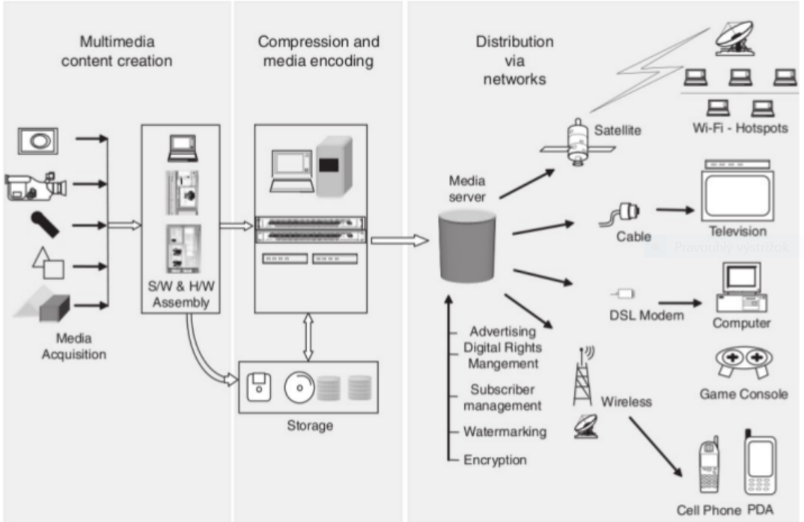 Multimedia
content creation
Compression and
media encoding
Distribution
via
networks
Media
Acquisition
S/W & H/W
Assembly
Storage
Media
server
Advertising
Digital Rights
Mangement
Subscriber
management
Watermarking
Encryption
Satellite
Wi-Fi - Hotspots
Cable
Television
DSL Modem
Computer
Game Console
Wireless
Cell Phone PDA